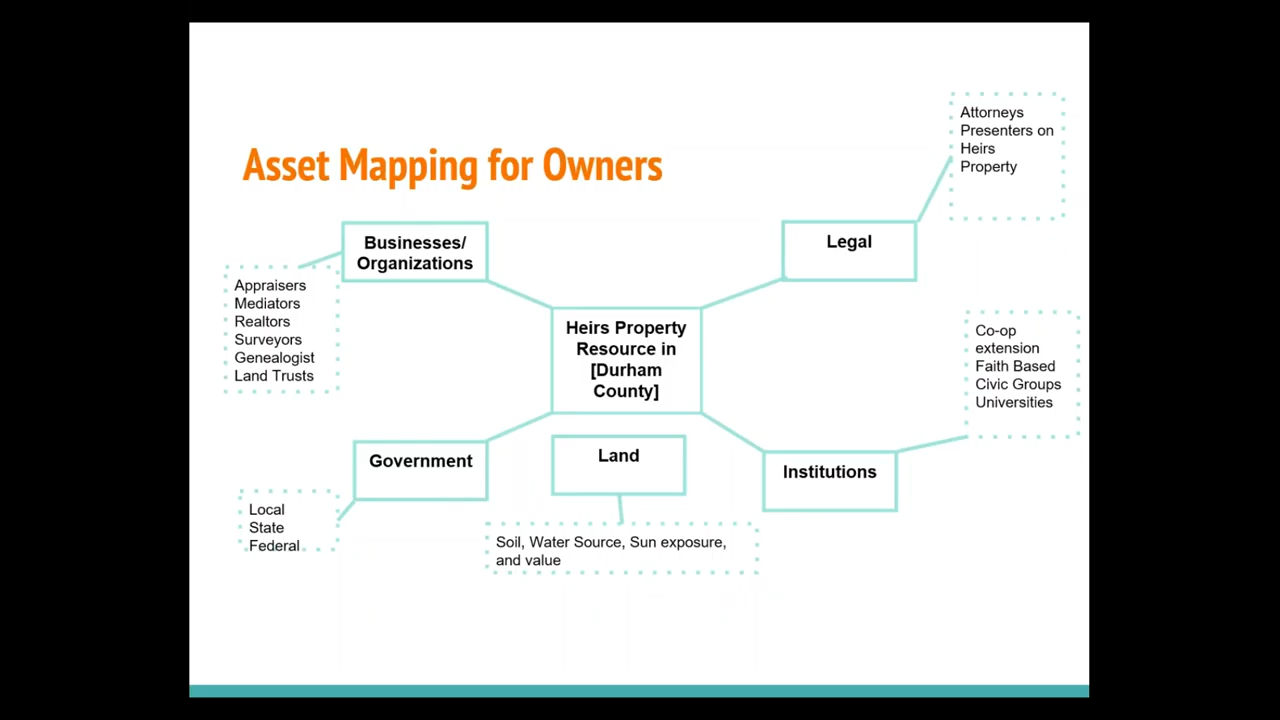 Asset Mapping for Owners
Attorneys
Presenters on
Heirs
Property
Businesses/
Organizations
Legal
Appraisers
Mediators
Realtors
Surveyors
Genealogist
Land Trusts
Heirs Property
Resource in
[Durham
County]
Co-op
extension
Faith Based
Civic Groups
Universities
Government
Land
Institutions
Local
State
Federal
Soil, Water Source, Sun exposure,
and value